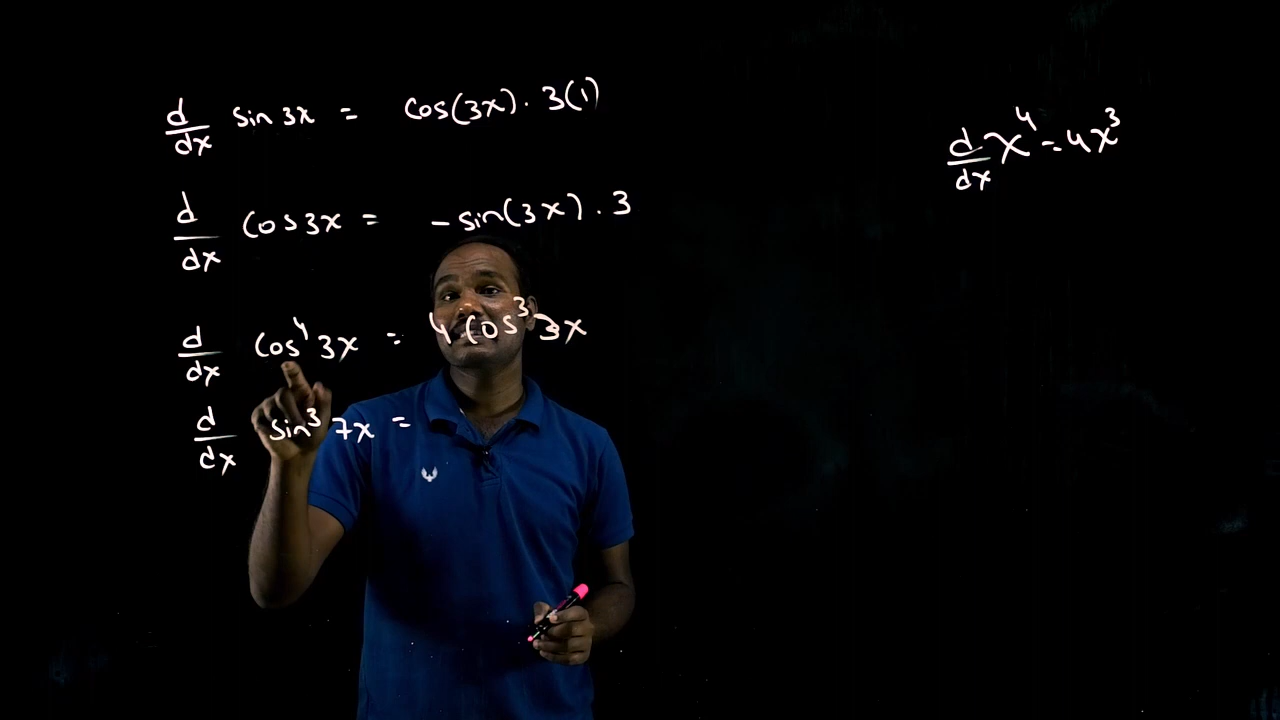 d/dx sin 3x = cos(3x) · 3(1)
d/dx cos 3x = - sin(3x) · 3
d/dx cos⁴ 3x = 4 cos³ 3x
d/dx sin³ 7x =
d/dx x⁴ = 4x³